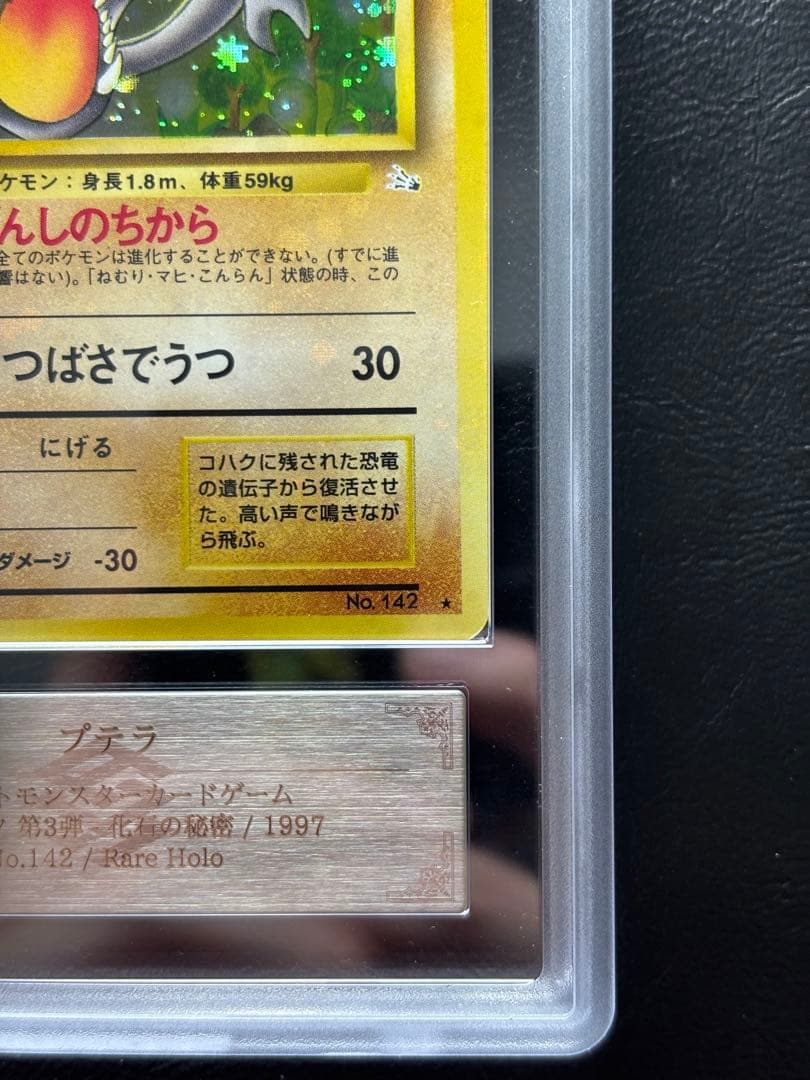 ケモン：身長1.8m、体重59kg
んしのちから
全てのポケモンは進化することができない。(すでに進
響はない)。「ねむり・マヒ・こんらん」状態の時、この
つばさでうつ 30
にげる
コハクに残された恐竜
の遺伝子から復活させ
た。高い声で鳴きなが
ら飛ぶ。
ダメージ -30
No. 142 ★
プテラ
トモンスターカードゲーム
第3弾 - 化石の秘密 / 1997
No.142 / Rare Holo